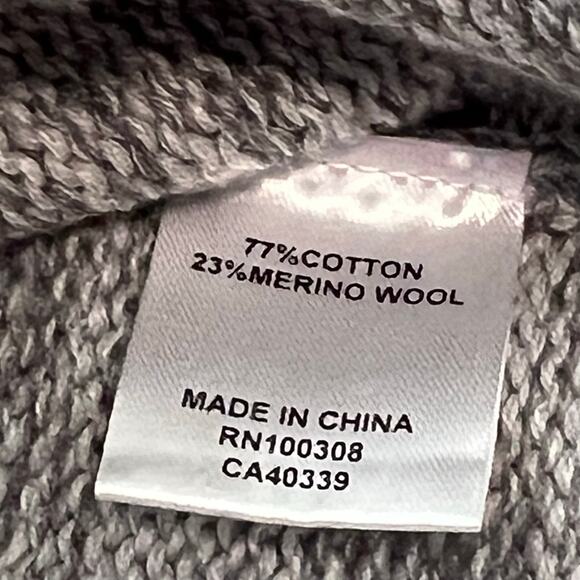 77%COTTON
23%MERINO WOOL
MADE IN CHINA
RN100308
CA40339